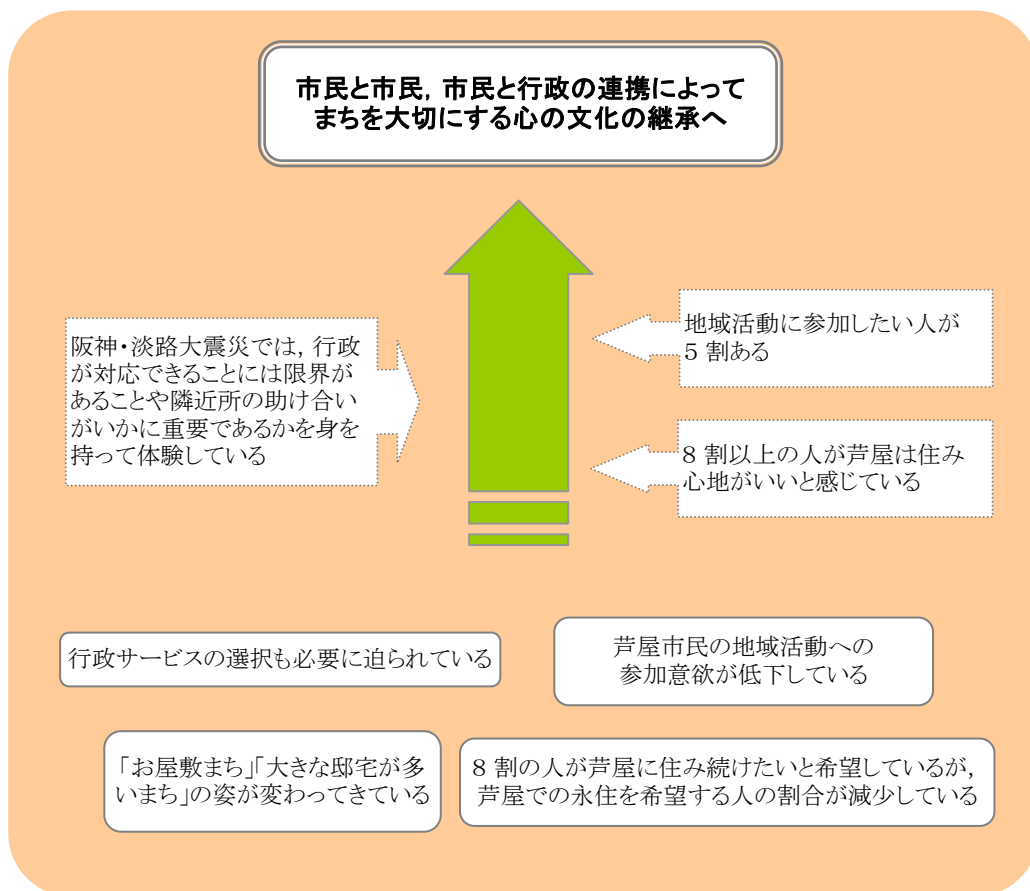 市民と市民，市民と行政の連携によって
まちを大切にする心の文化の継承へ
阪神・淡路大震災では，行政
が対応できることには限界が
あることや隣近所の助け合い
がいかに重要であるかを身を
持って体験している
地域活動に参加したい人が
5 割ある
8 割以上の人が芦屋は住み
心地がいいと感じている
行政サービスの選択も必要に迫られている
芦屋市民の地域活動への
参加意欲が低下している
「お屋敷まち」「大きな邸宅が多
いまち」の姿が変わってきている
8 割の人が芦屋に住み続けたいと希望しているが，
芦屋での永住を希望する人の割合が減少している